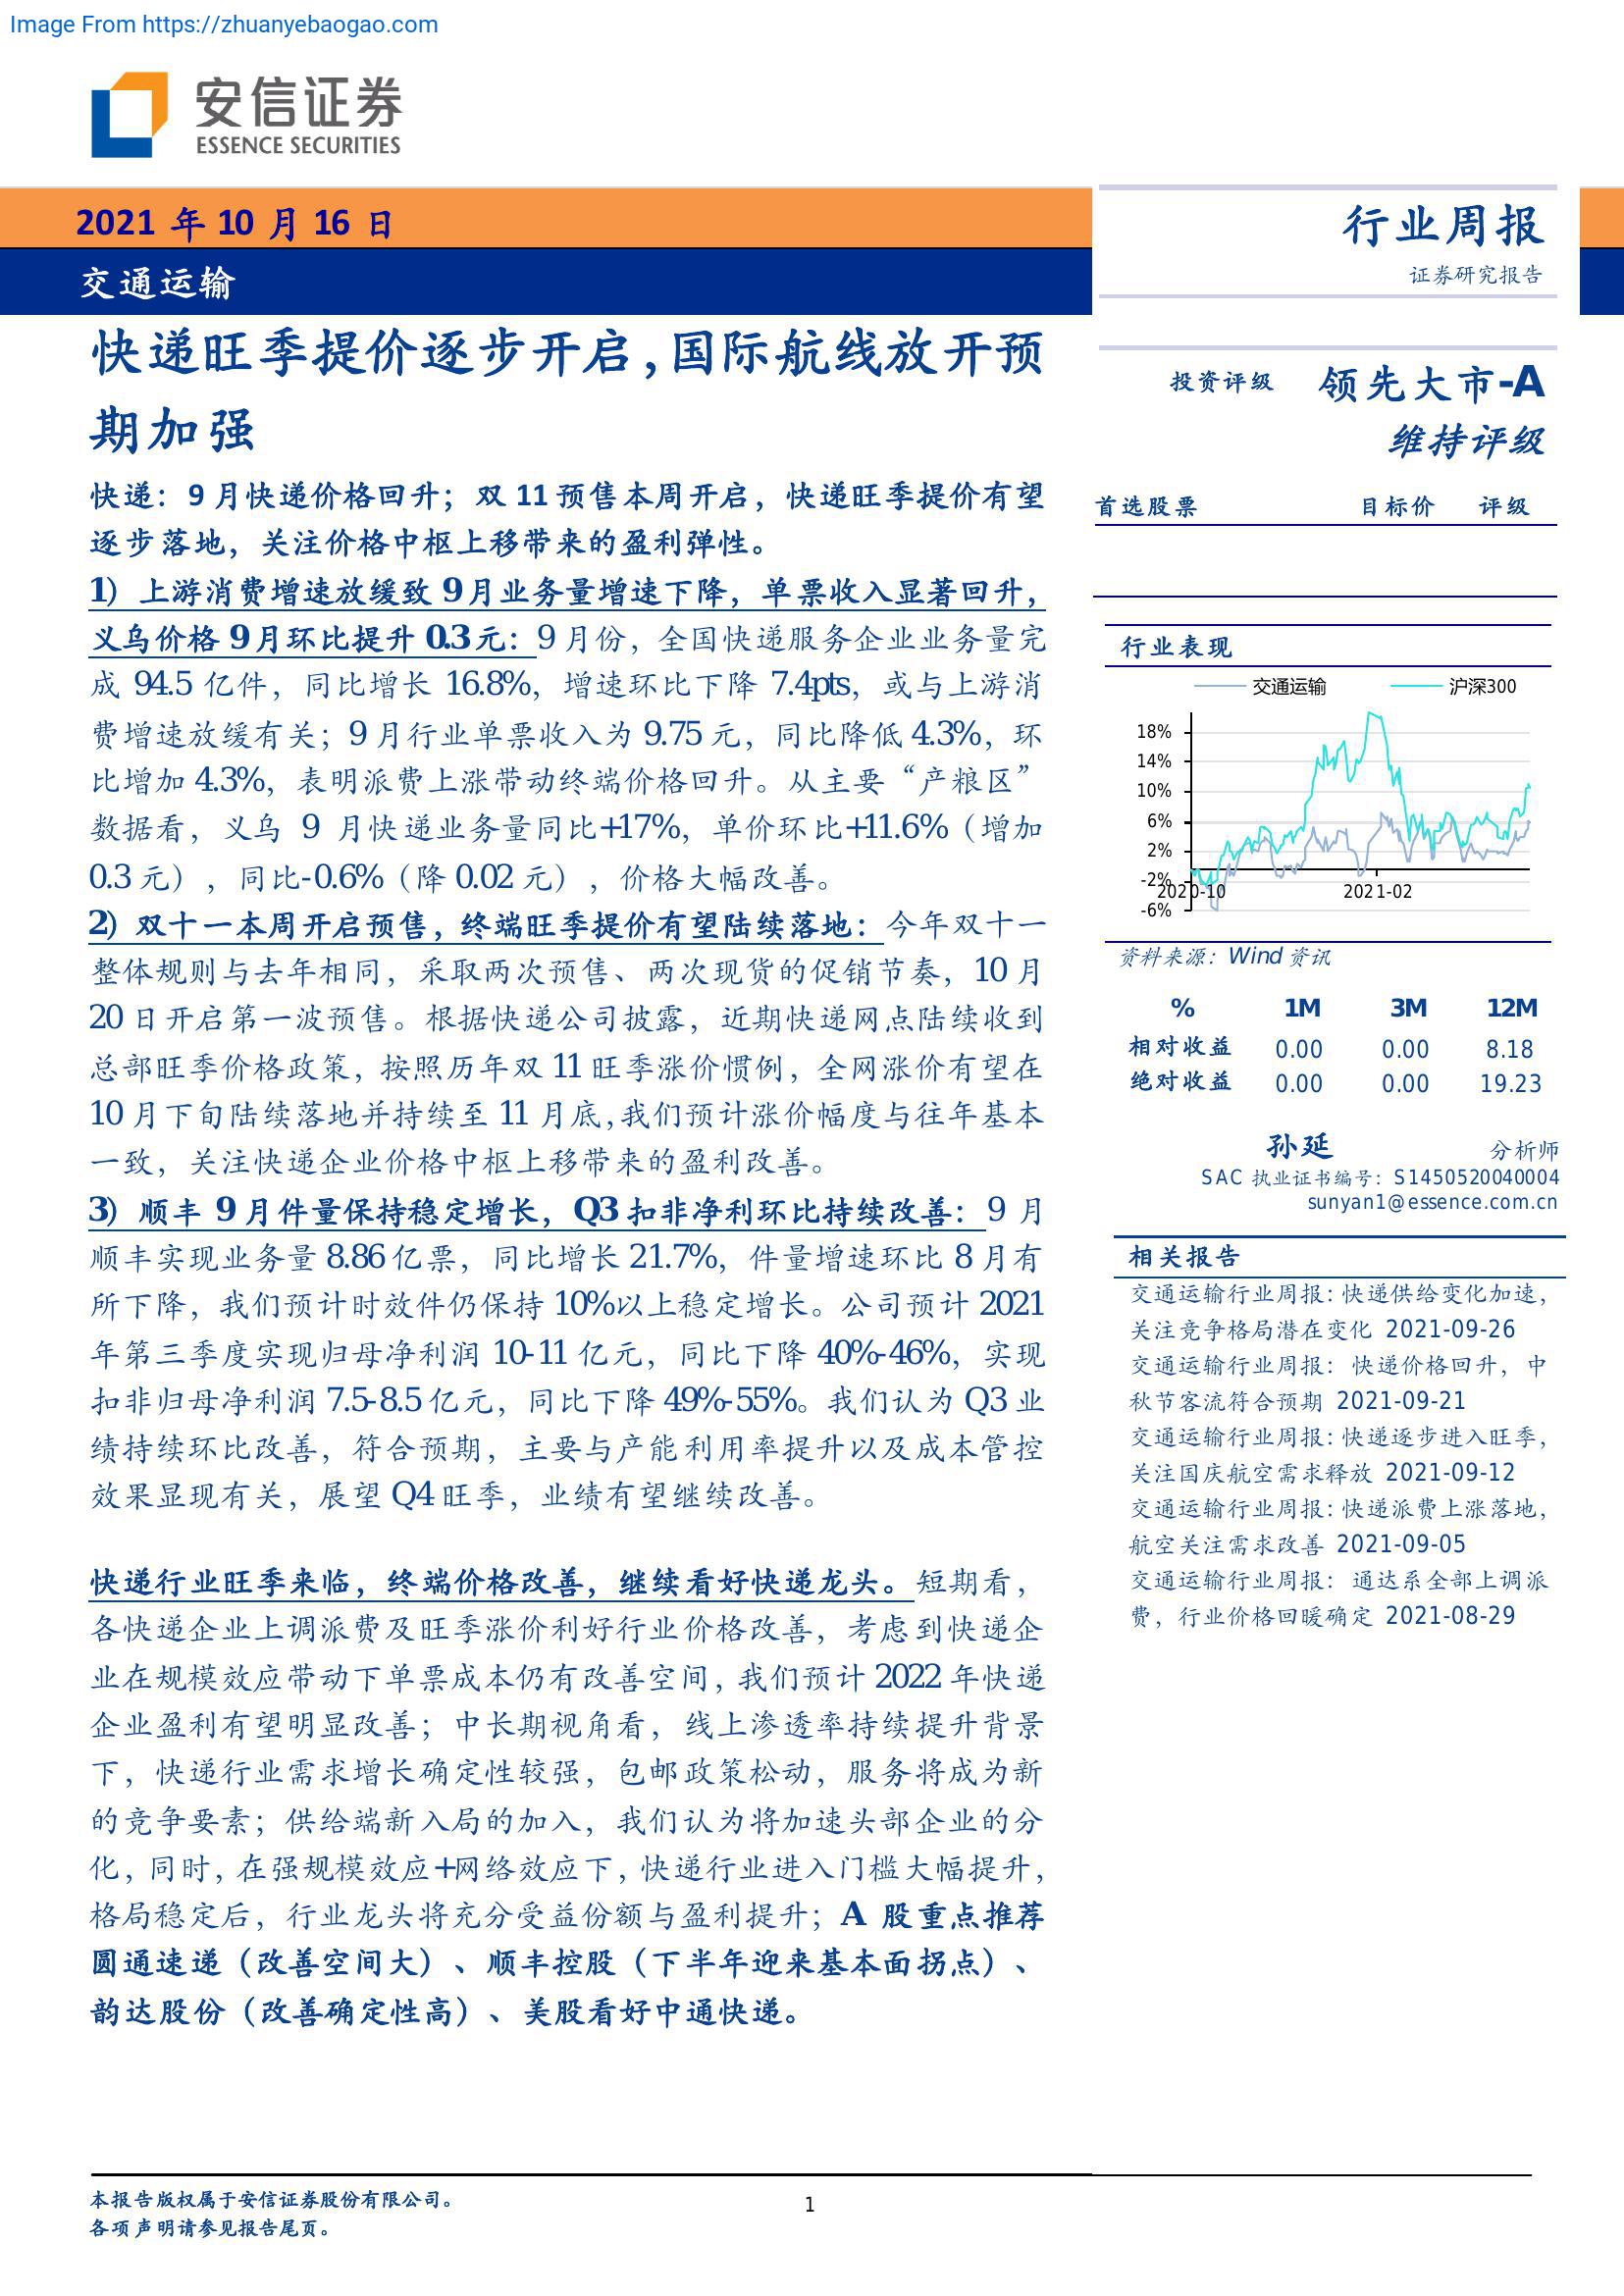 Image From https://zhuanyebaogao.com
安信证券
ESSENCE SECURITIES
2021 年 10 月 16 日
交通运输
快递旺季提价逐步开启，国际航线放开预
期加强
快递：9 月快递价格回升；双 11 预售本周开启，快递旺季提价有望
逐步落地，关注价格中枢上移带来的盈利弹性。
1）上游消费增速放缓致 9 月业务量增速下降，单票收入显著回升，
义乌价格 9 月环比提升 0.3 元：9 月份，全国快递服务企业业务量完
成 94.5 亿件，同比增长 16.8%，增速环比下降 7.4pts，或与上游消
费增速放缓有关；9 月行业单票收入为 9.75 元，同比降低 4.3%，环
比增加 4.3%，表明派费上涨带动终端价格回升。从主要“产粮区”
数据看，义乌 9 月快递业务量同比+17%，单价环比+11.6%（增加
0.3 元），同比-0.6%（降 0.02 元），价格大幅改善。
2）双十一本周开启预售，终端旺季提价有望陆续落地：今年双十一
整体规则与去年相同，采取两次预售、两次现货的促销节奏，10 月
20 日开启第一波预售。根据快递公司披露，近期快递网点陆续收到
总部旺季价格政策，按照历年双 11 旺季涨价惯例，全网涨价有望在
10 月下旬陆续落地并持续至 11 月底，我们预计涨价幅度与往年基本
一致，关注快递企业价格中枢上移带来的盈利改善。
3）顺丰 9 月件量保持稳定增长，Q3 扣非净利环比持续改善：9 月
顺丰实现业务量 8.86 亿票，同比增长 21.7%，件量增速环比 8 月有
所下降，我们预计时效件仍保持 10%以上稳定增长。公司预计 2021
年第三季度实现归母净利润 10-11 亿元，同比下降 40%-46%，实现
扣非归母净利润 7.5-8.5 亿元，同比下降 49%-55%。我们认为 Q3 业
绩持续环比改善，符合预期，主要与产能利用率提升以及成本管控
效果显现有关，展望 Q4 旺季，业绩有望继续改善。
快递行业旺季来临，终端价格改善，继续看好快递龙头。短期看，
各快递企业上调派费及旺季涨价利好行业价格改善，考虑到快递企
业在规模效应带动下单票成本仍有改善空间，我们预计 2022 年快递
企业盈利有望明显改善；中长期视角看，线上渗透率持续提升背景
下，快递行业需求增长确定性较强，包邮政策松动，服务将成为新
的竞争要素；供给端新入局的加入，我们认为将加速头部企业的分
化，同时，在强规模效应+网络效应下，快递行业进入门槛大幅提升，
格局稳定后，行业龙头将充分受益份额与盈利提升；A 股重点推荐
圆通速递（改善空间大）、顺丰控股（下半年迎来基本面拐点）、
韵达股份（改善确定性高）、美股看好中通快递。
行业周报
证券研究报告
投资评级 领先大市-A
维持评级
首选股票 目标价 评级
行业表现
交通运输 沪深300
18%
14%
10%
6%
2%
-2%
2020-10 2021-02
-6%
资料来源：Wind 资讯
% 1M 3M 12M
相对收益 0.00 0.00 8.18
绝对收益 0.00 0.00 19.23
孙延 分析师
SAC 执业证书编号：S1450520040004
sunyan1@essence.com.cn
相关报告
交通运输行业周报：快递供给变化加速，
关注竞争格局潜在变化 2021-09-26
交通运输行业周报：快递价格回升，中
秋节客流符合预期 2021-09-21
交通运输行业周报：快递逐步进入旺季，
关注国庆航空需求释放 2021-09-12
交通运输行业周报：快递派费上涨落地，
航空关注需求改善 2021-09-05
交通运输行业周报：通达系全部上调派
费，行业价格回暖确定 2021-08-29
本报告版权属于安信证券股份有限公司。
各项声明请参见报告尾页。
1